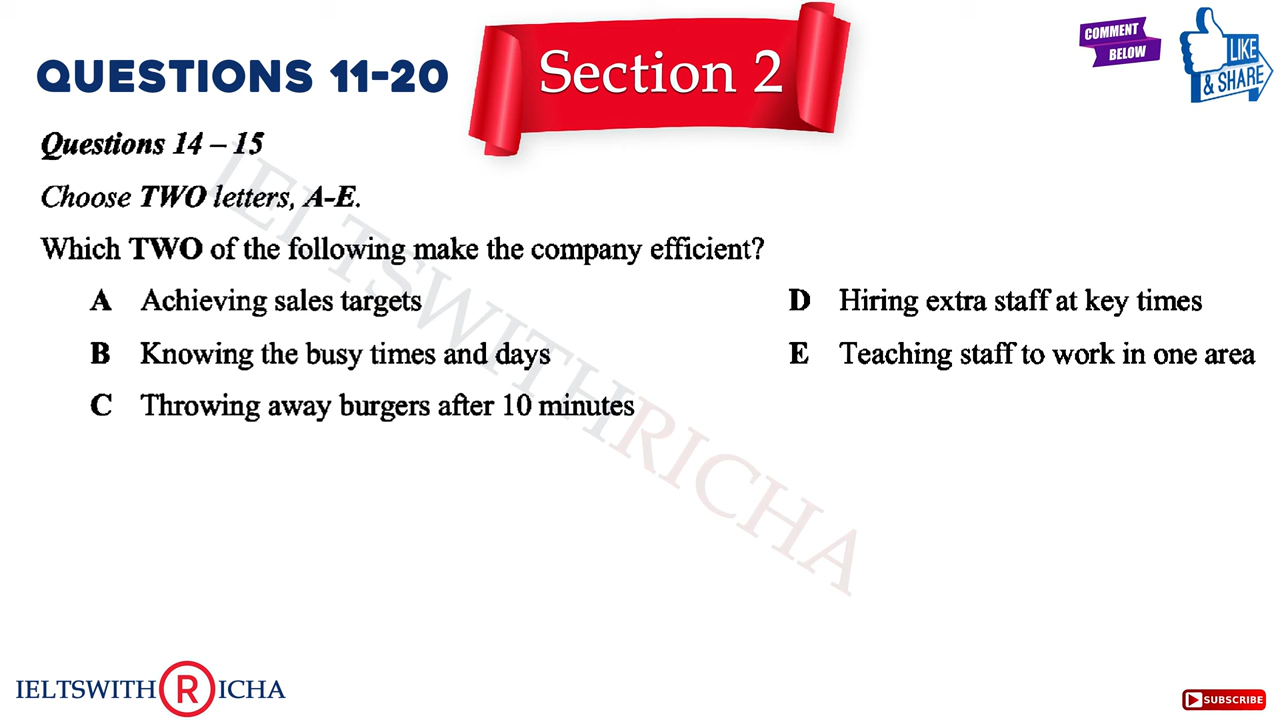 QUESTIONS 11-20
Section 2
COMMENT
BELOW
LIKE
& SHARE
Questions 14 – 15
Choose TWO letters, A-E.
Which TWO of the following make the company efficient?
A Achieving sales targets
B Knowing the busy times and days
C Throwing away burgers after 10 minutes
D Hiring extra staff at key times
E Teaching staff to work in one area
IELTSWITHRICHA
IELTSWITH R ICHA
SUBSCRIBE